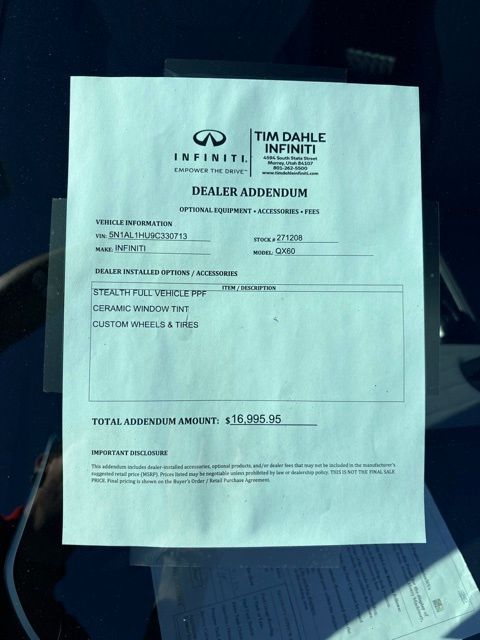 INFINITI.
EMPOWER THE DRIVE™
TIM DAHLE
INFINITI
4594 South State Street
Murray, Utah 84107
801-262-5500
www.timdahleinfiniti.com
DEALER ADDENDUM
OPTIONAL EQUIPMENT • ACCESSORIES • FEES
VEHICLE INFORMATION
VIN: 5N1AL1HU9C330713
STOCK # 271208
MAKE: INFINITI
MODEL: QX60
DEALER INSTALLED OPTIONS / ACCESSORIES
ITEM / DESCRIPTION
STEALTH FULL VEHICLE PPF
CERAMIC WINDOW TINT
CUSTOM WHEELS & TIRES
TOTAL ADDENDUM AMOUNT: $16,995.95
IMPORTANT DISCLOSURE
This addendum includes dealer-installed accessories, optional products, and/or dealer fees that may not be included in the manufacturer's
suggested retail price (MSRP). Prices listed may be negotiable unless prohibited by law or dealership policy. THIS IS NOT THE FINAL SALE
PRICE. Final pricing is shown on the Buyer's Order / Retail Purchase Agreement.